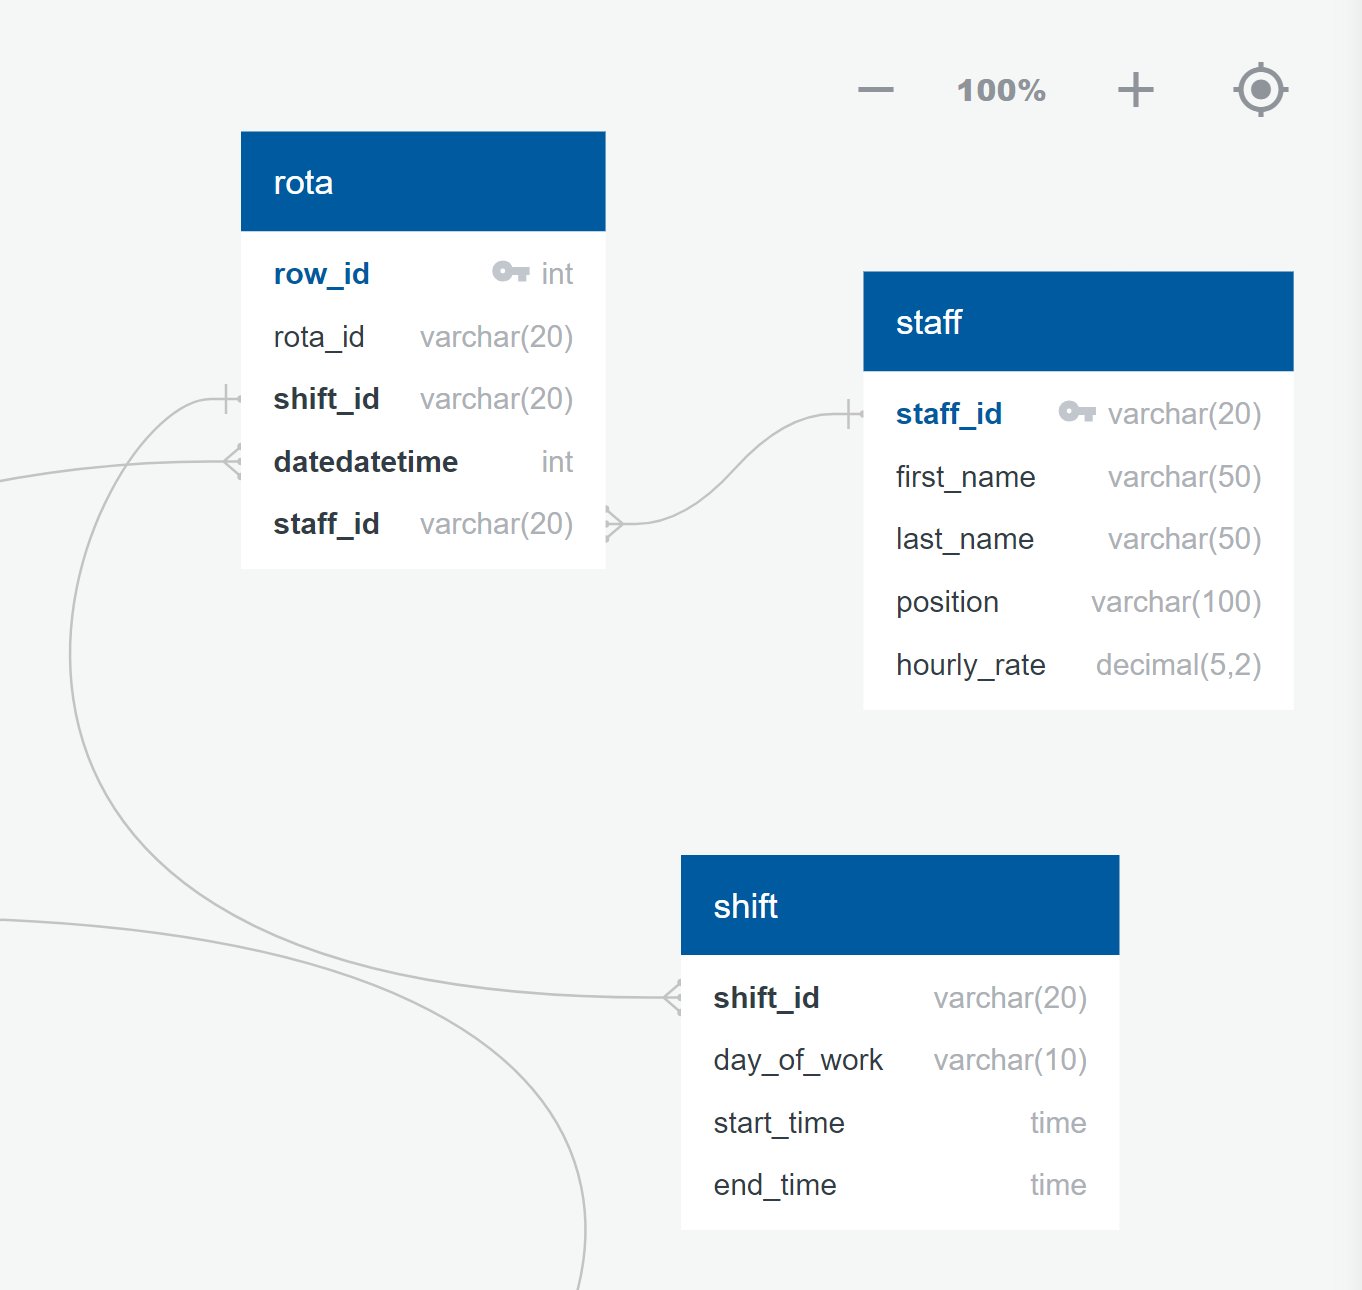 100%
rota
row_id int
rota_id varchar(20)
shift_id varchar(20)
datedatetime int
staff_id varchar(20)
staff
staff_id varchar(20)
first_name varchar(50)
last_name varchar(50)
position varchar(100)
hourly_rate decimal(5,2)
shift
shift_id varchar(20)
day_of_work varchar(10)
start_time time
end_time time